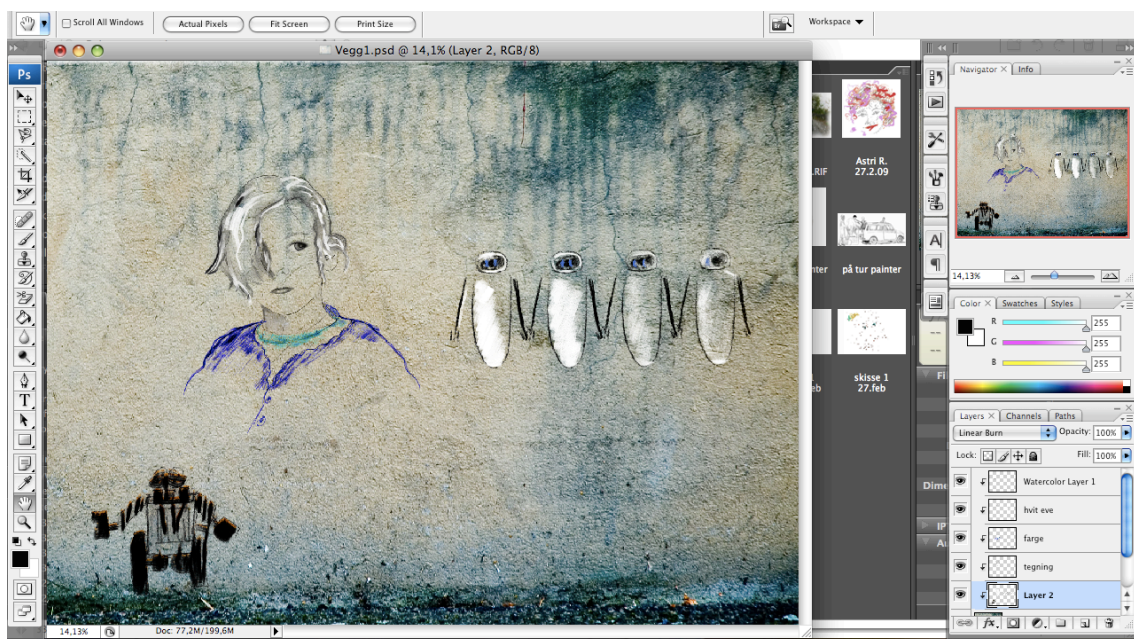 Scroll All Windows
Actual Pixels
Fit Screen
Print Size
Workspace
Vegg1.psd @ 14,1% (Layer 2, RGB/8)
Ps
T
Astri R.
27.2.09
.RIF
på tur painter
skisse 1
27.feb
Navigator × Info
14,13%
Color × Swatches Styles
R 255
G 255
B 255
Layers × Channels Paths
Linear Burn
Opacity: 100%
Lock:
Fill: 100%
Watercolor Layer 1
hvit eve
farge
tegning
Layer 2
fx.
A
14,13%
Doc: 77,2M/199,6M